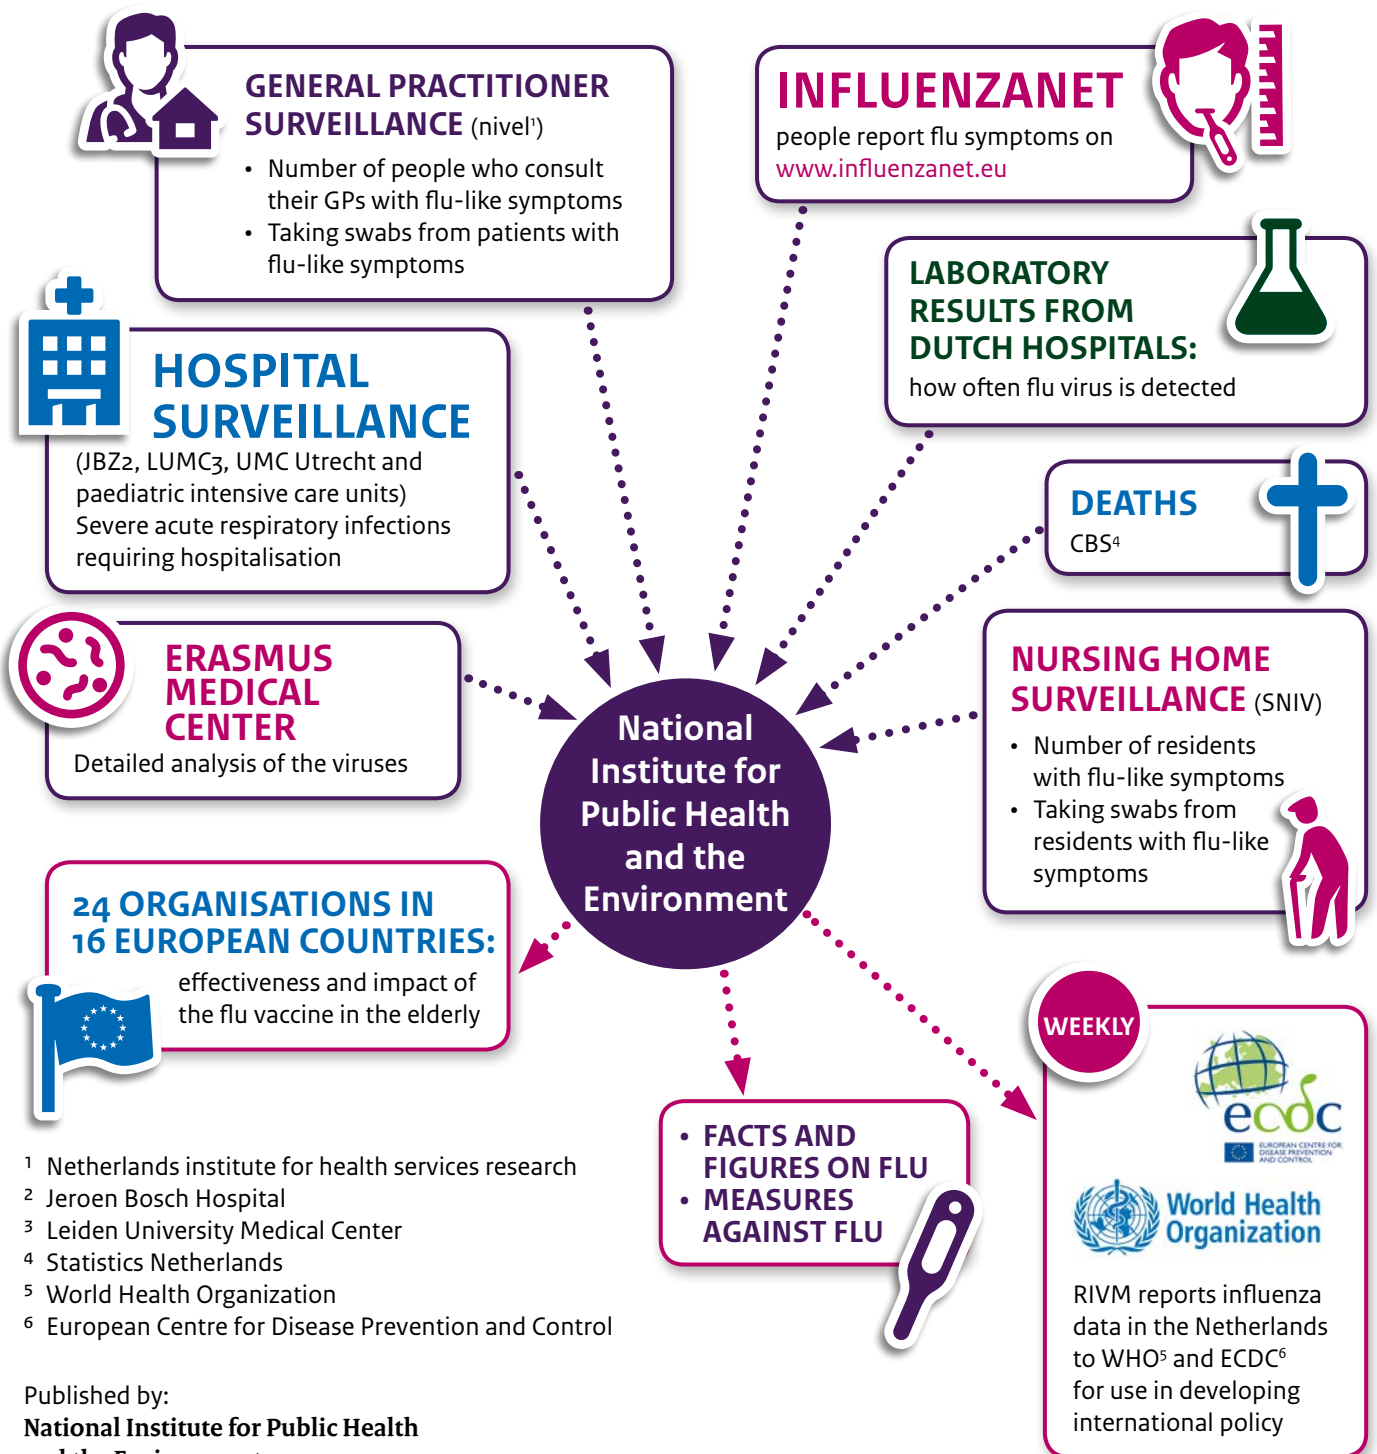 GENERAL PRACTITIONER
SURVEILLANCE (nivel¹)
• Number of people who consult
their GPs with flu-like symptoms
• Taking swabs from patients with
flu-like symptoms
INFLUENZANET
people report flu symptoms on
www.influenzanet.eu
LABORATORY
RESULTS FROM
DUTCH HOSPITALS:
how often flu virus is detected
HOSPITAL
SURVEILLANCE
(JBZ2, LUMC3, UMC Utrecht and
paediatric intensive care units)
Severe acute respiratory infections
requiring hospitalisation
DEATHS
CBS⁴
ERASMUS
MEDICAL
CENTER
Detailed analysis of the viruses
National
Institute for
Public Health
and the
Environment
NURSING HOME
SURVEILLANCE (SNIV)
• Number of residents
with flu-like symptoms
• Taking swabs from
residents with flu-like
symptoms
24 ORGANISATIONS IN
16 EUROPEAN COUNTRIES:
effectiveness and impact of
the flu vaccine in the elderly
• FACTS AND
FIGURES ON FLU
• MEASURES
AGAINST FLU
WEEKLY
ecdc
EUROPEAN CENTRE FOR
DISEASE PREVENTION
AND CONTROL
World Health
Organization
RIVM reports influenza
data in the Netherlands
to WHO⁵ and ECDC⁶
for use in developing
international policy
¹ Netherlands institute for health services research
² Jeroen Bosch Hospital
³ Leiden University Medical Center
⁴ Statistics Netherlands
⁵ World Health Organization
⁶ European Centre for Disease Prevention and Control
Published by:
National Institute for Public Health